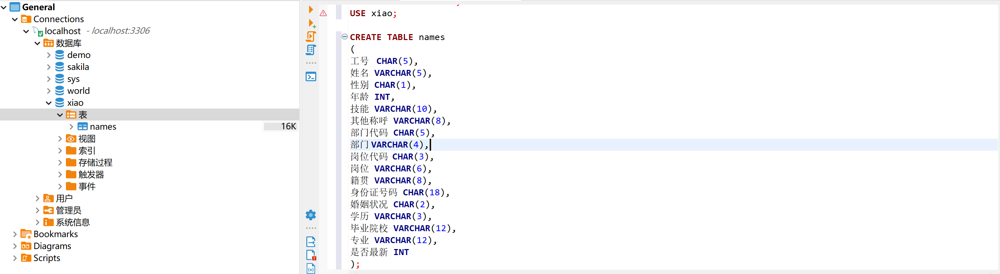 General
Connections
localhost - localhost:3306
数据库
demo
sakila
sys
world
xiao
表
names 16K
视图
索引
存储过程
触发器
事件
用户
管理员
系统信息
Bookmarks
Diagrams
Scripts
USE xiao;
CREATE TABLE names
(
工号 CHAR(5),
姓名 VARCHAR(5),
性别 CHAR(1),
年龄 INT,
技能 VARCHAR(10),
其他称呼 VARCHAR(8),
部门代码 CHAR(5),
部门 VARCHAR(4),
岗位代码 CHAR(3),
岗位 VARCHAR(6),
籍贯 VARCHAR(8),
身份证号码 CHAR(18),
婚姻状况 CHAR(2),
学历 VARCHAR(3),
毕业院校 VARCHAR(12),
专业 VARCHAR(12),
是否最新 INT
);